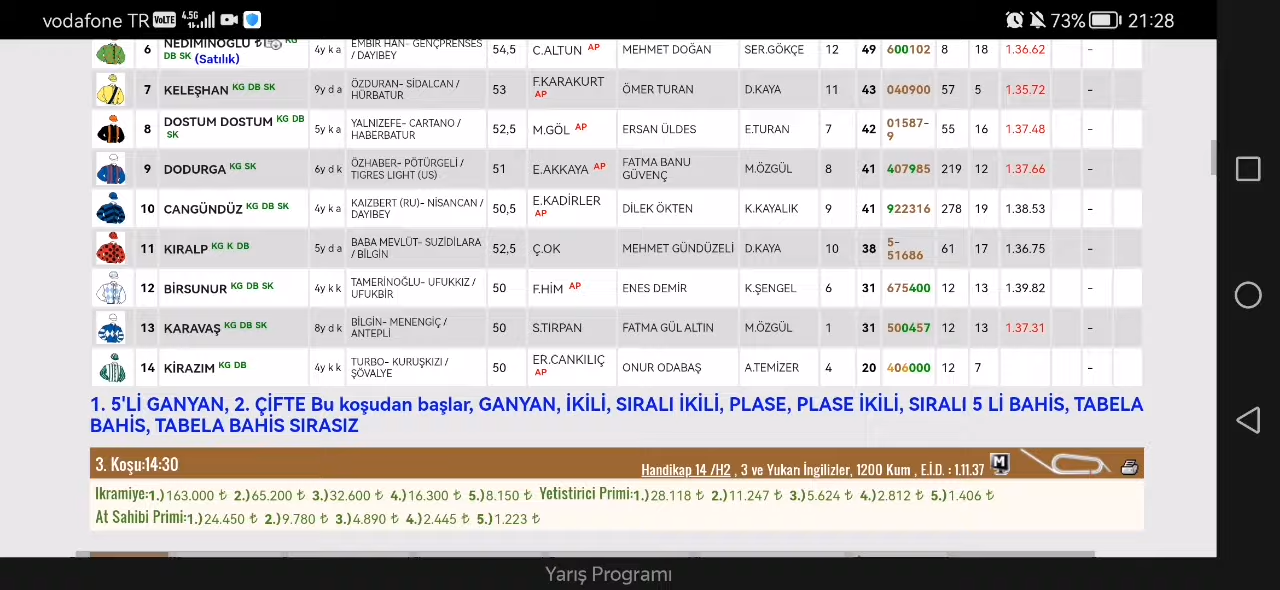 vodafone TR VoLTE 4.5G 73% 21:28
6 NEDİMİNOĞLU ₺ KG DB SK (Satılık) 4y k a EMBİR HAN- GENÇPRENSES / DAYIBEY 54,5 C.ALTUN AP MEHMET DOĞAN SER.GÖKÇE 12 49 600102 8 18 1.36.62 -
7 KELEŞHAN KG DB SK 9y d a ÖZDURAN- SİDALCAN / HÜRBATUR 53 F.KARAKURT AP ÖMER TURAN D.KAYA 11 43 040900 57 5 1.35.72 -
8 DOSTUM DOSTUM KG DB SK 5y k a YALNIZEFE- CARTANO / HABERBATUR 52,5 M.GÖL AP ERSAN ÜLDES E.TURAN 7 42 01587-9 55 16 1.37.48 -
9 DODURGA KG SK 6y d k ÖZHABER- PÖTÜRGELİ / TIGRES LIGHT (US) 51 E.AKKAYA AP FATMA BANU GÜVENÇ M.ÖZGÜL 8 41 407985 219 12 1.37.66 -
10 CANGÜNDÜZ KG DB SK 4y k a KAIZBERT (RU)- NİSANCAN / DAYIBEY 50,5 E.KADİRLER AP DİLEK ÖKTEN K.KAYALIK 9 41 922316 278 19 1.38.53 -
11 KIRALP KG K DB 5y d a BABA MEVLÜT- SUZİDİLARA / BİLGİN 52,5 Ç.OK MEHMET GÜNDÜZELİ D.KAYA 10 38 5-51686 61 17 1.36.75 -
12 BİRSUNUR KG DB SK 4y k k TAMERİNOĞLU- UFUKKIZ / UFUKBİR 50 F.HİM AP ENES DEMİR K.ŞENGEL 6 31 675400 12 13 1.39.82 -
13 KARAVAŞ KG DB SK 8y d k BİLGİN- MENENGİÇ / ANTEPLİ 50 S.TIRPAN FATMA GÜL ALTIN M.ÖZGÜL 1 31 500457 12 13 1.37.31 -
14 KİRAZIM KG DB 4y k k TURBO- KURUŞKIZI / ŞÖVALYE 50 ER.CANKILIÇ AP ONUR ODABAŞ A.TEMİZER 4 20 406000 12 7 -
1. 5'Lİ GANYAN, 2. ÇİFTE Bu koşudan başlar, GANYAN, İKİLİ, SIRALI İKİLİ, PLASE, PLASE İKİLİ, SIRALI 5 Lİ BAHİS, TABELA
BAHİS, TABELA BAHİS SIRASIZ
3. Koşu:14:30 Handikap 14 /H2 , 3 ve Yukarı İngilizler, 1200 Kum , E.İ.D. : 1.11.37 M
Ikramiye:1.)163.000 ₺ 2.)65.200 ₺ 3.)32.600 ₺ 4.)16.300 ₺ 5.)8.150 ₺ Yetistirici Primi:1.)28.118 ₺ 2.)11.247 ₺ 3.)5.624 ₺ 4.)2.812 ₺ 5.)1.406 ₺
At Sahibi Primi:1.)24.450 ₺ 2.)9.780 ₺ 3.)4.890 ₺ 4.)2.445 ₺ 5.)1.223 ₺
Yarış Programı